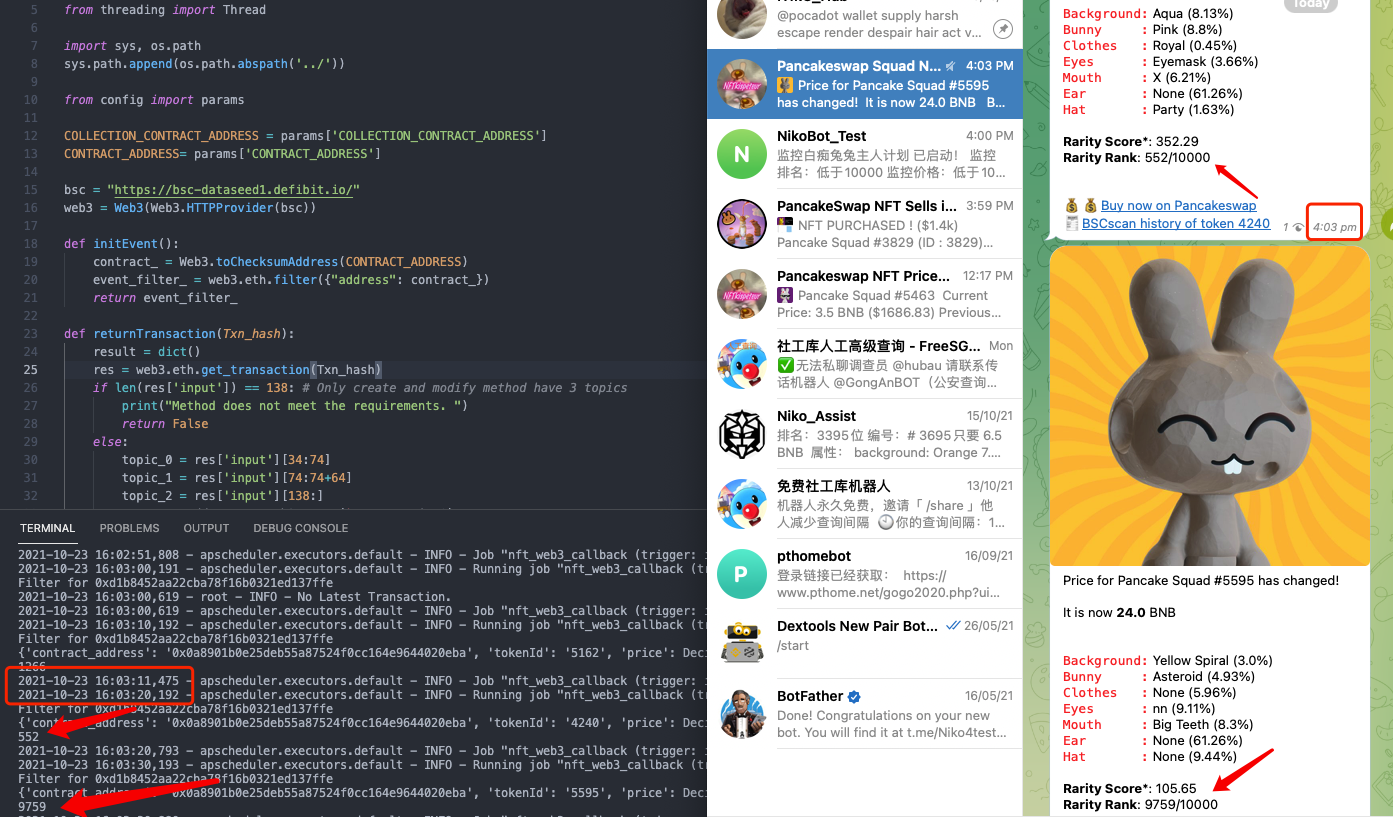 5 from threading import Thread
6
7 import sys, os.path
8 sys.path.append(os.path.abspath('../'))
9
10 from config import params
11
12 COLLECTION_CONTRACT_ADDRESS = params['COLLECTION_CONTRACT_ADDRESS']
13 CONTRACT_ADDRESS= params['CONTRACT_ADDRESS']
14
15 bsc = "https://bsc-dataseed1.defibit.io/"
16 web3 = Web3(Web3.HTTPProvider(bsc))
17
18 def initEvent():
19 contract_ = Web3.toChecksumAddress(CONTRACT_ADDRESS)
20 event_filter_ = web3.eth.filter({"address": contract_})
21 return event_filter_
22
23 def returnTransaction(Txn_hash):
24 result = dict()
25 res = web3.eth.get_transaction(Txn_hash)
26 if len(res['input']) == 138: # Only create and modify method have 3 topics
27 print("Method does not meet the requirements. ")
28 return False
29 else:
30 topic_0 = res['input'][34:74]
31 topic_1 = res['input'][74:74+64]
32 topic_2 = res['input'][138:]
TERMINAL PROBLEMS OUTPUT DEBUG CONSOLE
2021-10-23 16:02:51,808 - apscheduler.executors.default - INFO - Job "nft_web3_callback (trigger:
2021-10-23 16:03:00,191 - apscheduler.executors.default - INFO - Running job "nft_web3_callback (
Filter for 0xd1b8452aa22cba78f16b0321ed137ffe
2021-10-23 16:03:00,619 - root - INFO - No Latest Transaction.
2021-10-23 16:03:00,619 - apscheduler.executors.default - INFO - Job "nft_web3_callback (trigger:
2021-10-23 16:03:10,192 - apscheduler.executors.default - INFO - Running job "nft_web3_callback (
Filter for 0xd1b8452aa22cba78f16b0321ed137ffe
{'contract_address': '0x0a8901b0e25deb55a87524f0cc164e9644020eba', 'tokenId': '5162', 'price': Dec
1266
2021-10-23 16:03:11,475 - apscheduler.executors.default - INFO - Job "nft_web3_callback (trigger:
2021-10-23 16:03:20,192 - apscheduler.executors.default - INFO - Running job "nft_web3_callback (
Filter for 0xd1b8452aa22cba78f16b0321ed137ffe
'0x0a8901b0e25deb55a87524f0cc164e9644020eba', 'tokenId': '4240', 'price': Dec
552
2021-10-23 16:03:20,793 - apscheduler.executors.default - INFO - Job "nft_web3_callback (trigger:
2021-10-23 16:03:30,193 - apscheduler.executors.default - INFO - Running job "nft_web3_callback (
Filter for 0xd1b8452aa22cba78f16b0321ed137ffe
'0x0a8901b0e25deb55a87524f0cc164e9644020eba', 'tokenId': '5595', 'price': Dec
9759
@pocadot wallet supply harsh
escape render despair hair act v...
Pancakeswap Squad N... 4:03 PM
Price for Pancake Squad #5595
has changed! It is now 24.0 BNB B...
NikoBot_Test 4:00 PM
监控白痴兔兔主人计划 已启动！ 监控
排名：低于10000 监控价格：低于10...
PancakeSwap NFT Sells i... 3:59 PM
NFT PURCHASED ! ($1.4k)
Pancake Squad #3829 (ID : 3829)...
Pancakeswap NFT Price... 12:17 PM
Pancake Squad #5463 Current
Price: 3.5 BNB ($1686.83) Previous...
社工库人工高级查询 - FreeSG... Mon
无法私聊调查员 @hubau 请联系传
话机器人 @GongAnBOT（公安查询...
Niko_Assist 15/10/21
排名：3395位 编号：# 3695只要 6.5
BNB 属性： background: Orange 7....
免费社工库机器人 13/10/21
机器人永久免费，邀请「 /share 」他
人减少查询间隔 你的查询间隔：1...
P
pthomebot 16/09/21
登录链接已经获取： https://
www.pthome.net/gogo2020.php?ui...
Dextools New Pair Bot... 26/05/21
/start
BotFather 16/05/21
Done! Congratulations on your new
bot. You will find it at t.me/Niko4test...
N
Today
Background: Aqua (8.13%)
Bunny : Pink (8.8%)
Clothes : Royal (0.45%)
Eyes : Eyemask (3.66%)
Mouth : X (6.21%)
Ear : None (61.26%)
Hat : Party (1.63%)
Rarity Score*: 352.29
Rarity Rank: 552/10000
Buy now on Pancakeswap
BSCscan history of token 4240 1 4:03 pm
Price for Pancake Squad #5595 has changed!
It is now 24.0 BNB
Background: Yellow Spiral (3.0%)
Bunny : Asteroid (4.93%)
Clothes : None (5.96%)
Eyes : nn (9.11%)
Mouth : Big Teeth (8.3%)
Ear : None (61.26%)
Hat : None (9.44%)
Rarity Score*: 105.65
Rarity Rank: 9759/10000